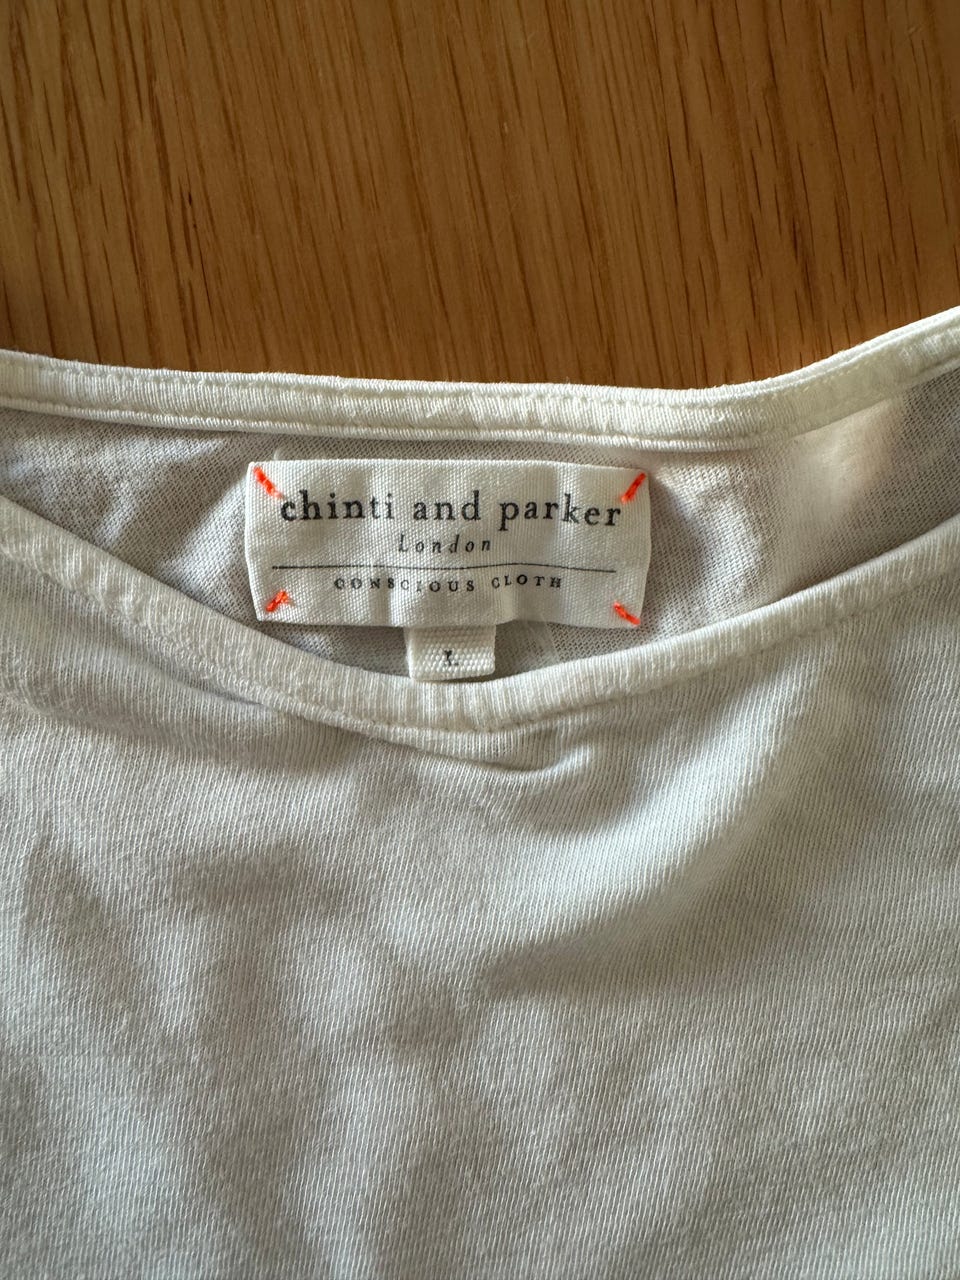 chinti and parker
London
CONSCIOUS CLOTH
L